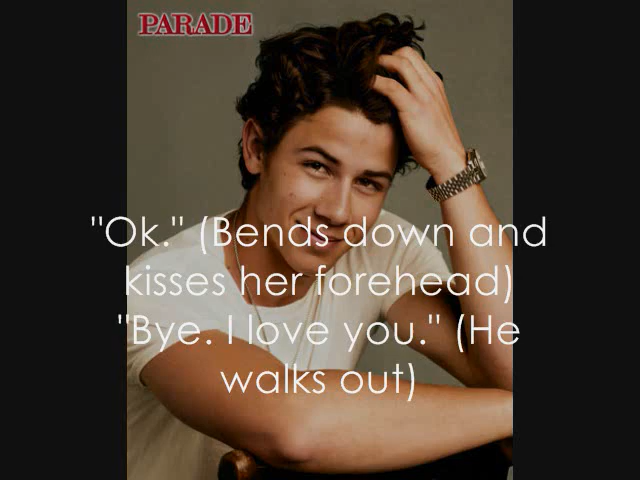 PARADE
"Ok." (Bends down and
kisses her forehead)
"Bye. I love you." (He
walks out)